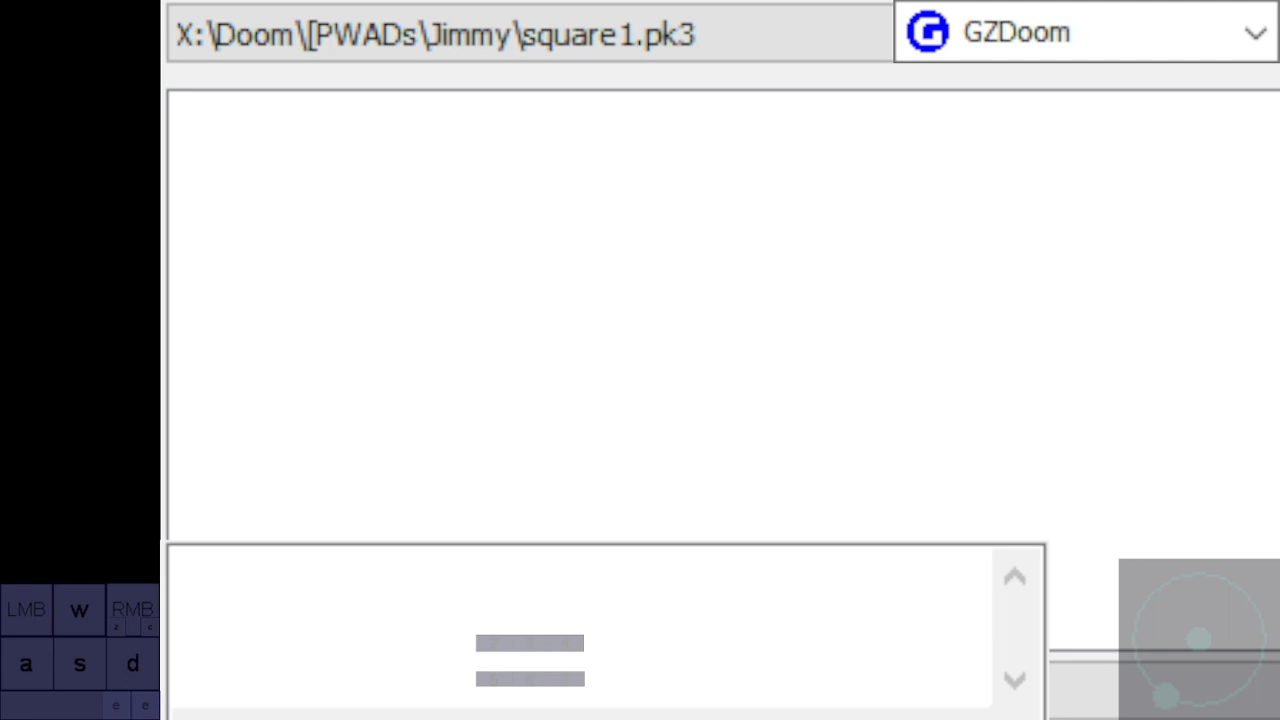 X:\Doom\[PWADs\Jimmy\square1.pk3
GZDoom
LMB w RMB
z c
a s d
e e